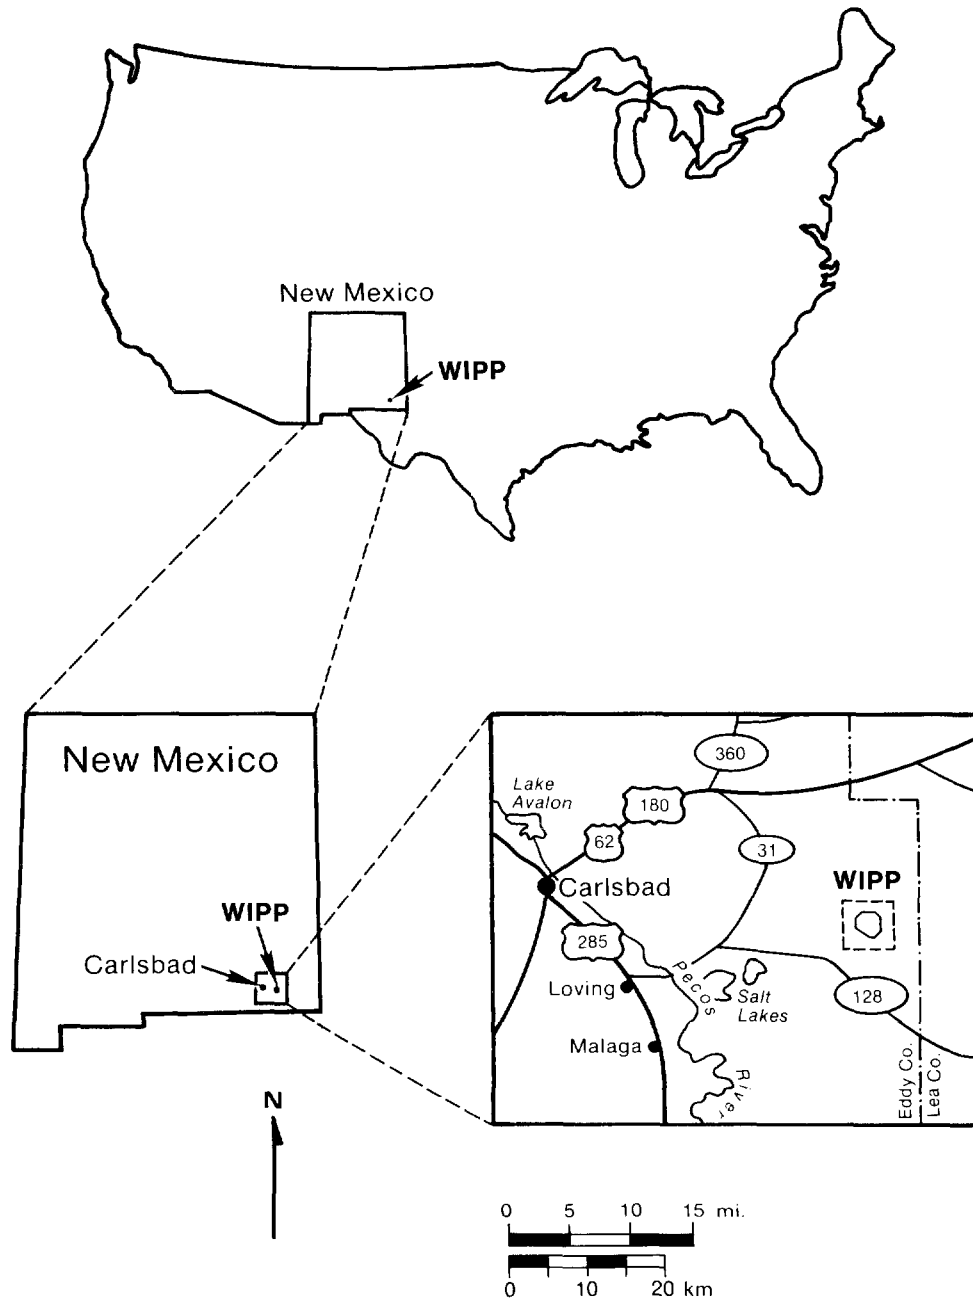 New Mexico
WIPP
New Mexico
WIPP
Carlsbad
N
360
Lake
Avalon
180
62
31
Carlsbad
WIPP
285
Pecos
Loving
Salt
Lakes
128
Malaga
River
Eddy Co.
Lea Co.
0 5 10 15 mi.
0 10 20 km